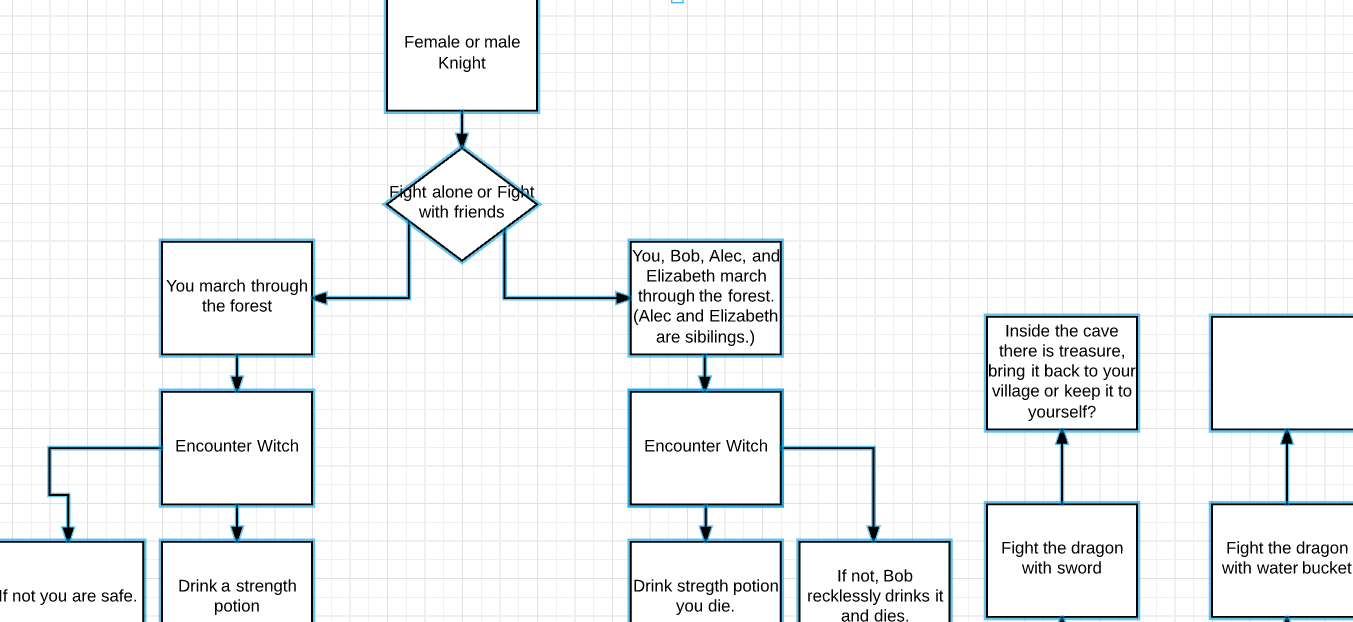 Female or male
Knight
Fight alone or Fight
with friends
You march through
the forest
You, Bob, Alec, and
Elizabeth march
through the forest.
(Alec and Elizabeth
are sibilings.)
Inside the cave
there is treasure,
bring it back to your
village or keep it to
yourself?
Encounter Witch
Encounter Witch
Fight the dragon
with sword
Fight the dragon
with water bucket
If not you are safe.
Drink a strength
potion
Drink stregth potion
you die.
If not, Bob
recklessly drinks it
and dies.